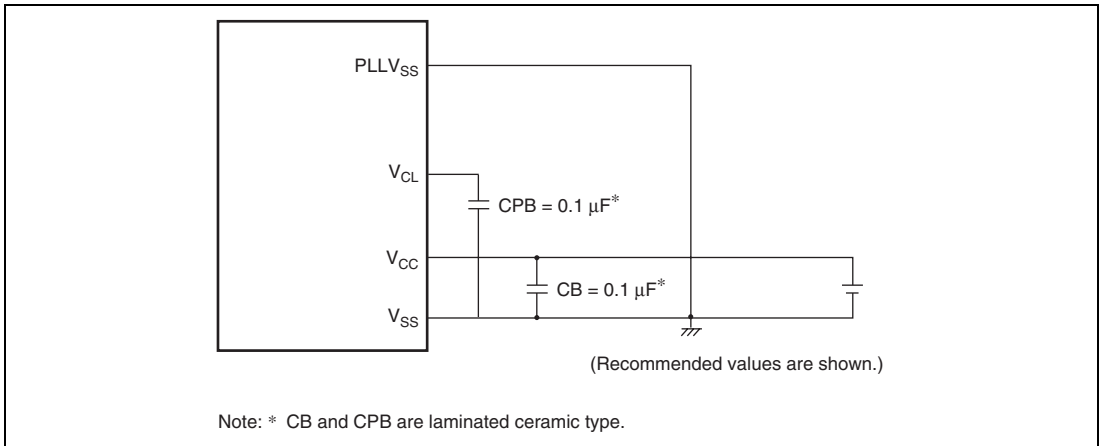 PLLVSS
VCL
CPB = 0.1 μF*
VCC
CB = 0.1 μF*
VSS
(Recommended values are shown.)
Note: * CB and CPB are laminated ceramic type.